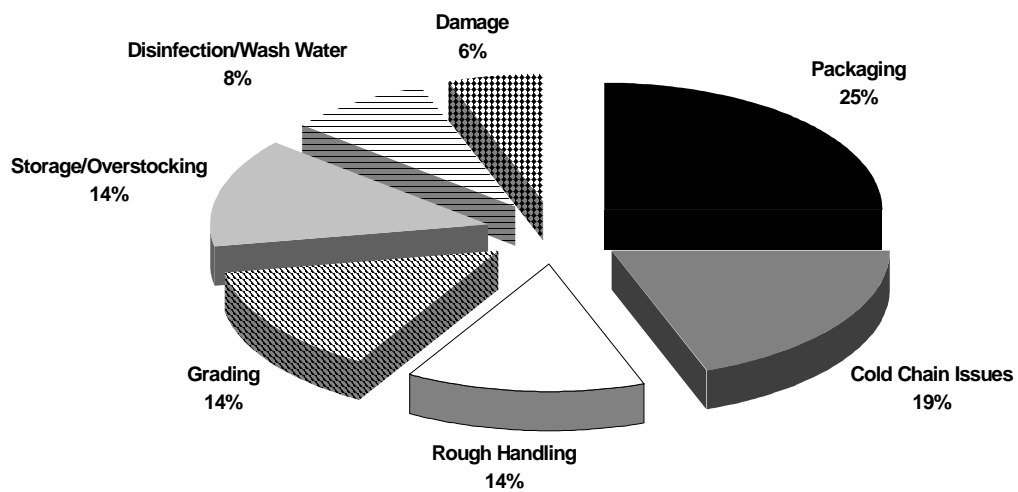 Damage
6%
Disinfection/Wash Water
8%
Packaging
25%
Storage/Overstocking
14%
Grading
14%
Cold Chain Issues
19%
Rough Handling
14%